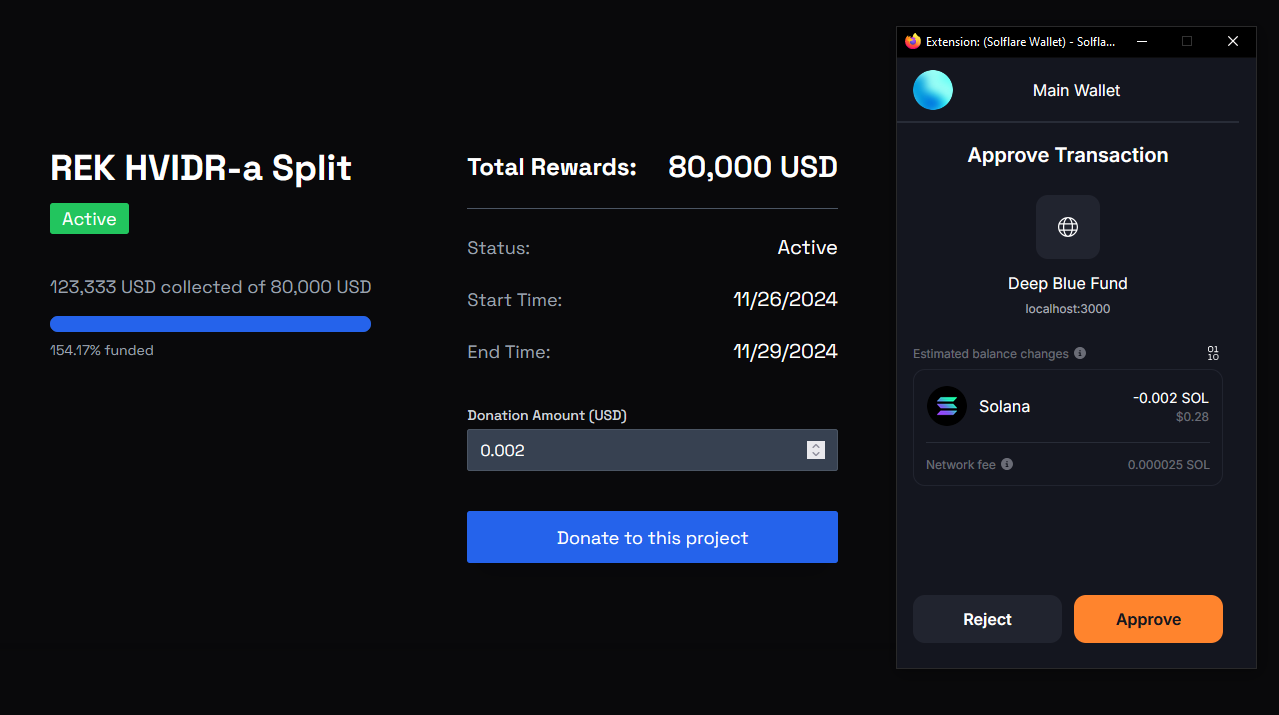 REK HVIDR-a Split
Active
123,333 USD collected of 80,000 USD
154.17% funded
Total Rewards: 80,000 USD
Status: Active
Start Time: 11/26/2024
End Time: 11/29/2024
Donation Amount (USD)
0.002
Donate to this project
Extension: (Solflare Wallet) - Solfla...
Main Wallet
Approve Transaction
Deep Blue Fund
localhost:3000
Estimated balance changes
01
10
Solana -0.002 SOL
$0.28
Network fee 0.000025 SOL
Reject Approve